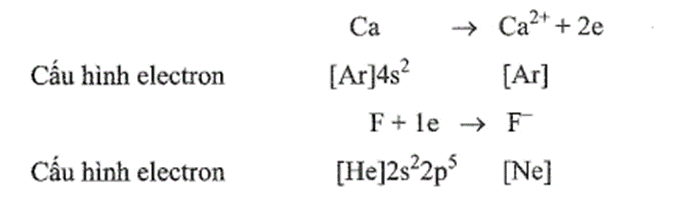 Ca → Ca²⁺ + 2e
Cấu hình electron [Ar]4s² [Ar]
F + 1e → F⁻
Cấu hình electron [He]2s²2p⁵ [Ne]